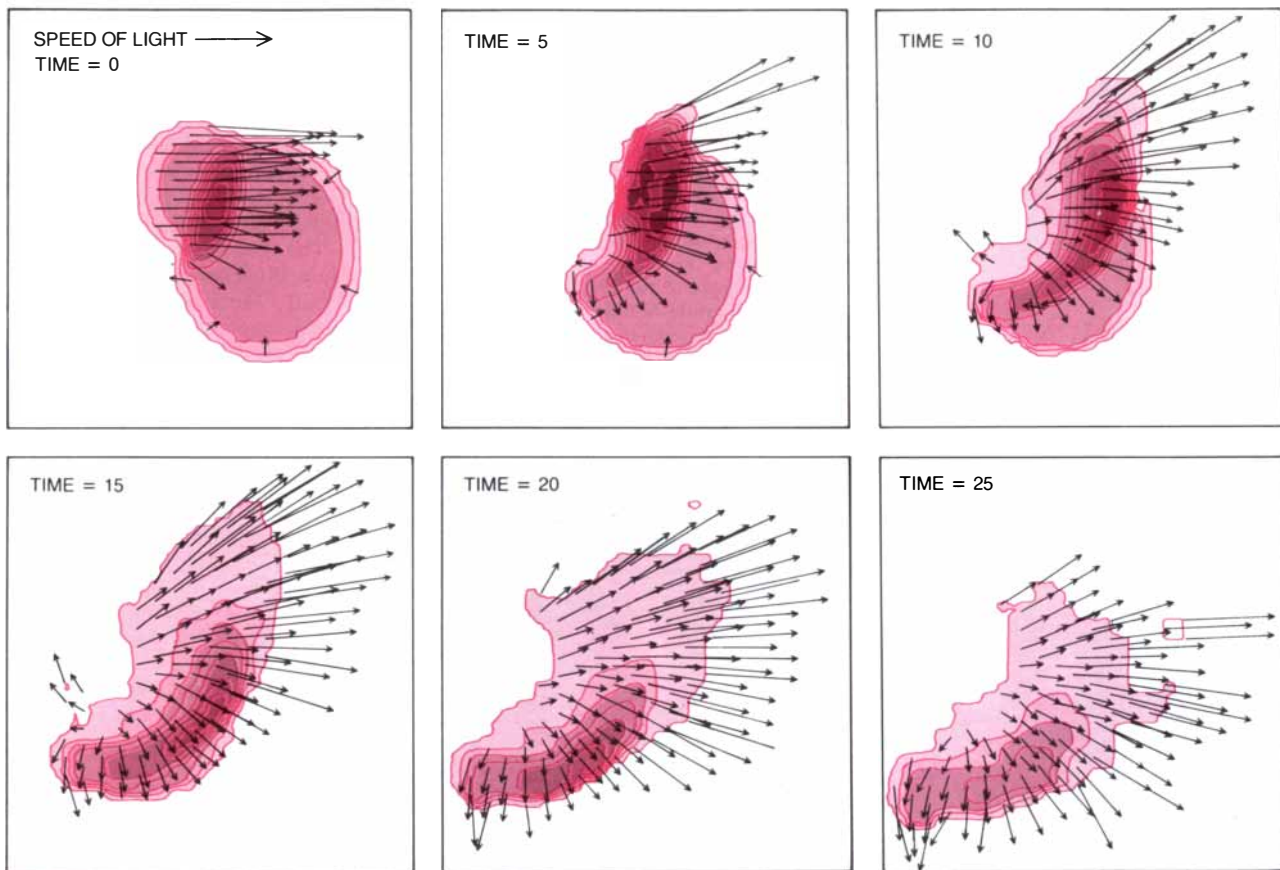 SPEED OF LIGHT
TIME = 0
TIME = 5
TIME = 10
TIME = 15
TIME = 20
TIME = 25